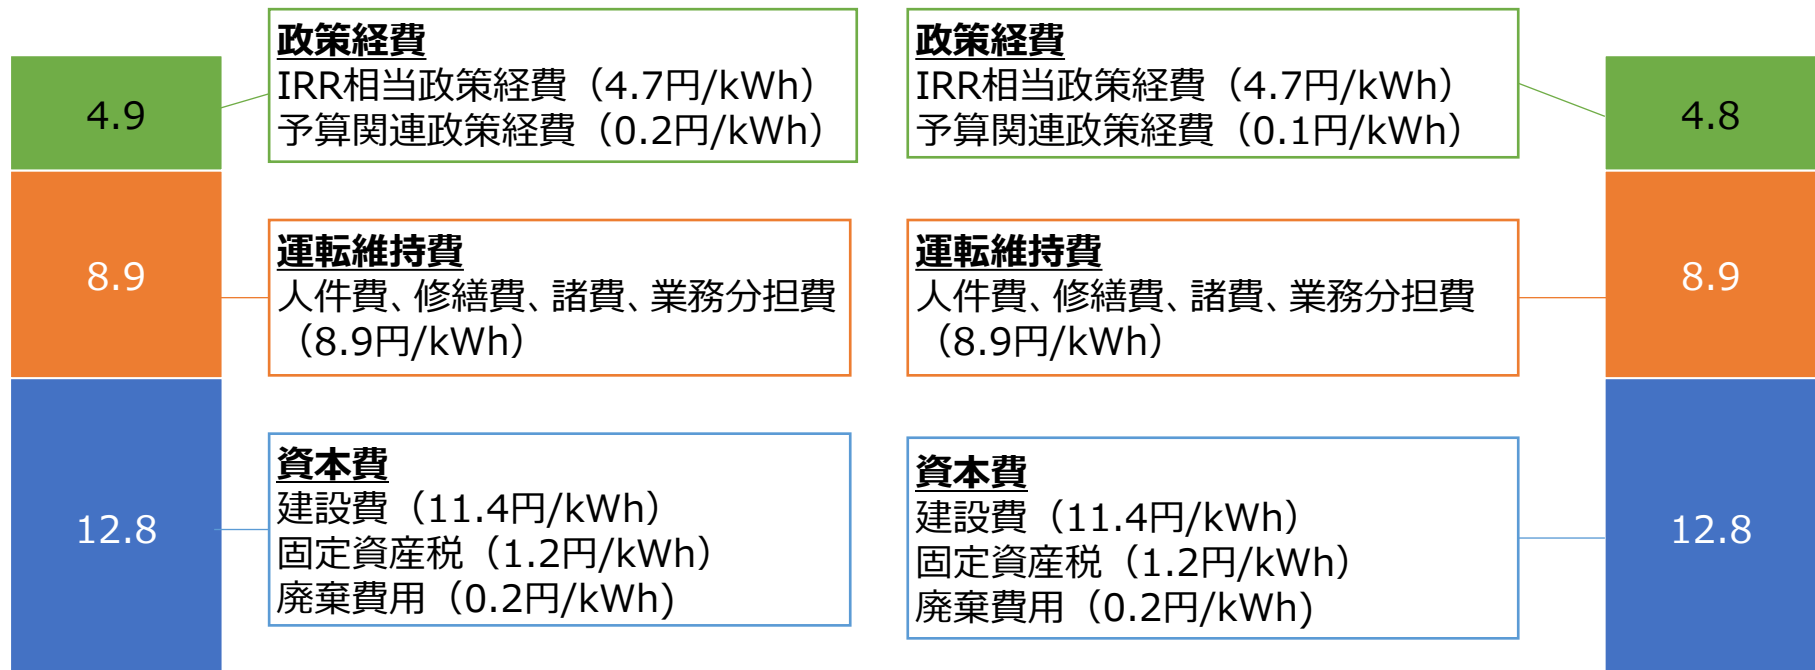 4.9
政策経費
IRR相当政策経費（4.7円/kWh）
予算関連政策経費（0.2円/kWh）
8.9
運転維持費
人件費、修繕費、諸費、業務分担費
（8.9円/kWh）
12.8
資本費
建設費（11.4円/kWh）
固定資産税（1.2円/kWh）
廃棄費用（0.2円/kWh)
政策経費
IRR相当政策経費（4.7円/kWh）
予算関連政策経費（0.1円/kWh）
4.8
運転維持費
人件費、修繕費、諸費、業務分担費
（8.9円/kWh）
8.9
資本費
建設費（11.4円/kWh）
固定資産税（1.2円/kWh）
廃棄費用（0.2円/kWh)
12.8